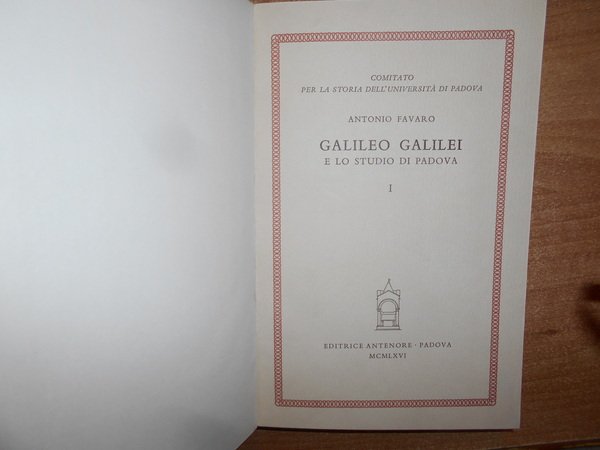 COMITATO
PER LA STORIA DELL'UNIVERSITÀ DI PADOVA
ANTONIO FAVARO
GALILEO GALILEI
E LO STUDIO DI PADOVA
I
EDITRICE ANTENORE · PADOVA
MCMLXVI